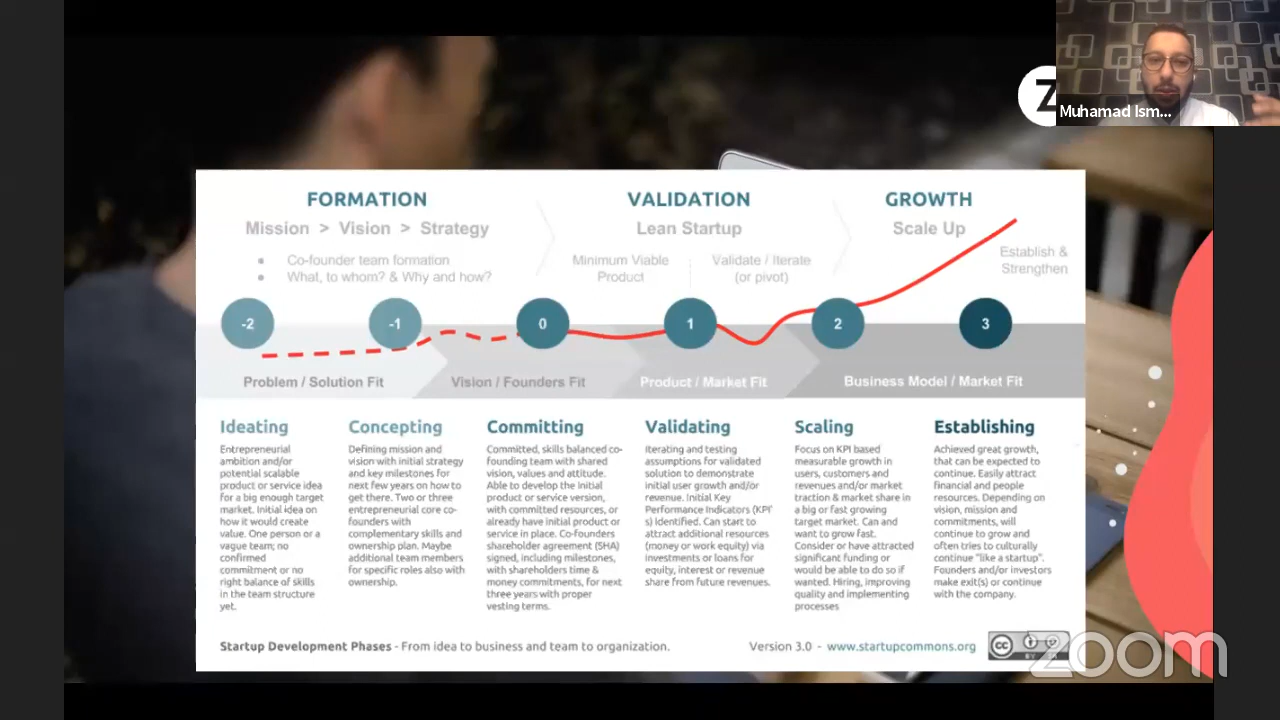 Z
Muhamad Ism...
FORMATION
Mission > Vision > Strategy
• Co-founder team formation
• What, to whom? & Why and how?
VALIDATION
Lean Startup
Minimum Viable
Product
Validate / Iterate
(or pivot)
GROWTH
Scale Up
Establish &
Strengthen
-2
-1
0
1
2
3
Problem / Solution Fit
Vision / Founders Fit
Product / Market Fit
Business Model / Market Fit
Ideating
Entrepreneurial
ambition and/or
potential scalable
product or service idea
for a big enough target
market. Initial idea on
how it would create
value. One person or a
vague team; no
confirmed
commitment or no
right balance of skills
in the team structure
yet.
Concepting
Defining mission and
vision with initial strategy
and key milestones for
next few years on how to
get there. Two or three
entrepreneurial core co-
founders with
complementary skills and
ownership plan. Maybe
additional team members
for specific roles also with
ownership.
Committing
Committed, skills balanced co-
founding team with shared
vision, values and attitude.
Able to develop the initial
product or service version,
with committed resources, or
already have initial product or
service in place. Co-founders
shareholder agreement (SHA)
signed, including milestones,
with shareholders time &
money commitments, for next
three years with proper
vesting terms.
Validating
Iterating and testing
assumptions for validated
solution to demonstrate
initial user growth and/or
revenue. Initial Key
Performance Indicators (KPI'
s) identified. Can start to
attract additional resources
(money or work equity) via
investments or loans for
equity, interest or revenue
share from future revenues.
Scaling
Focus on KPI based
measurable growth in
users, customers and
revenues and/or market
traction & market share in
a big or fast growing
target market. Can and
want to grow fast.
Consider or have attracted
significant funding or
would be able to do so if
wanted. Hiring, improving
quality and implementing
processes
Establishing
Achieved great growth,
that can be expected to
continue. Easily attract
financial and people
resources. Depending on
vision, mission and
commitments, will
continue to grow and
often tries to culturally
continue "like a startup".
Founders and/or investors
make exit(s) or continue
with the company.
Startup Development Phases - From idea to business and team to organization.
Version 3.0 - www.startupcommons.org
cc
zoom